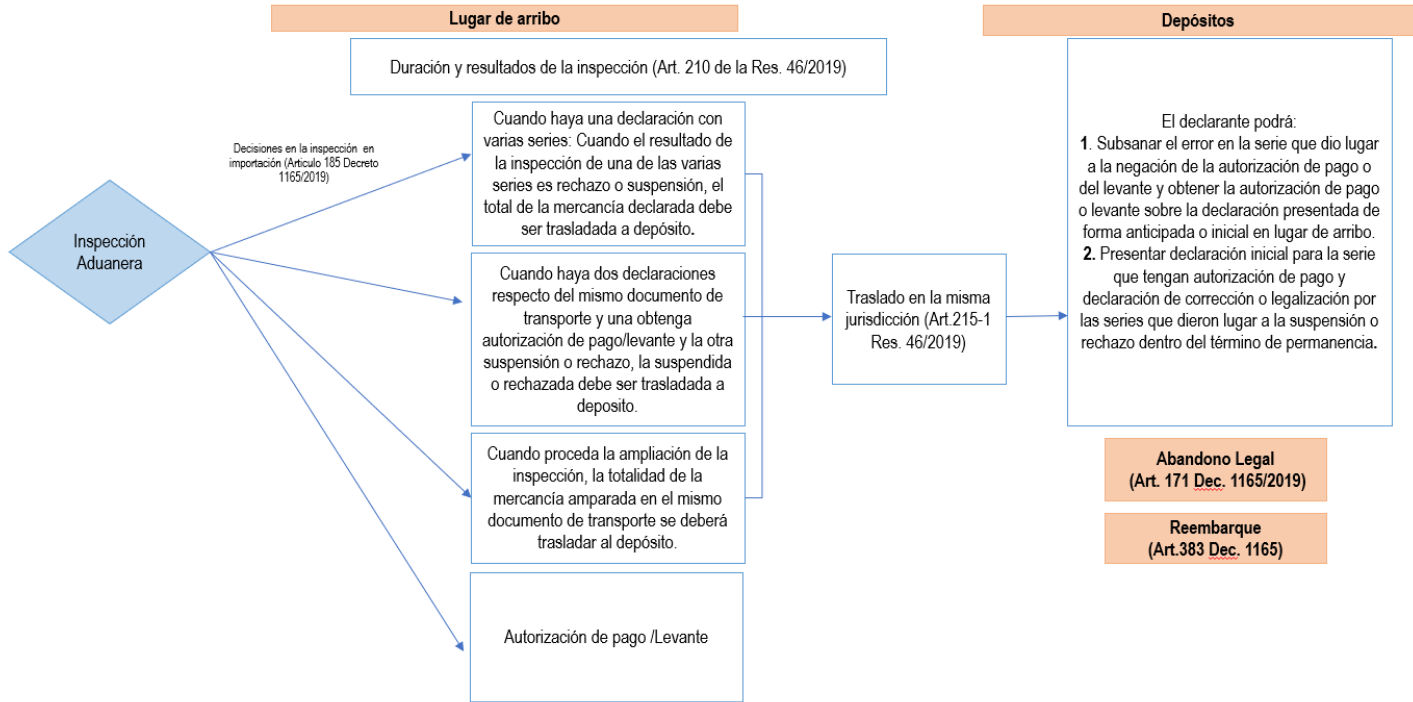 Lugar de arribo
Depósitos
Duración y resultados de la inspección (Art. 210 de la Res. 46/2019)
Decisiones en la inspección en
importación (Articulo 185 Decreto
1165/2019)
Inspección
Aduanera
Cuando haya una declaración con
varias series: Cuando el resultado de
la inspección de una de las varias
series es rechazo o suspensión, el
total de la mercancía declarada debe
ser trasladada a depósito.
Cuando haya dos declaraciones
respecto del mismo documento de
transporte y una obtenga
autorización de pago/levante y la otra
suspensión o rechazo, la suspendida
o rechazada debe ser trasladada a
deposito.
Cuando proceda la ampliación de la
inspección, la totalidad de la
mercancía amparada en el mismo
documento de transporte se deberá
trasladar al depósito.
Autorización de pago /Levante
Traslado en la misma
jurisdicción (Art.215-1
Res. 46/2019)
El declarante podrá:
1. Subsanar el error en la serie que dio lugar
a la negación de la autorización de pago o
del levante y obtener la autorización de pago
o levante sobre la declaración presentada de
forma anticipada o inicial en lugar de arribo.
2. Presentar declaración inicial para la serie
que tengan autorización de pago y
declaración de corrección o legalización por
las series que dieron lugar a la suspensión o
rechazo dentro del término de permanencia.
Abandono Legal
(Art. 171 Dec. 1165/2019)
Reembarque
(Art.383 Dec. 1165)